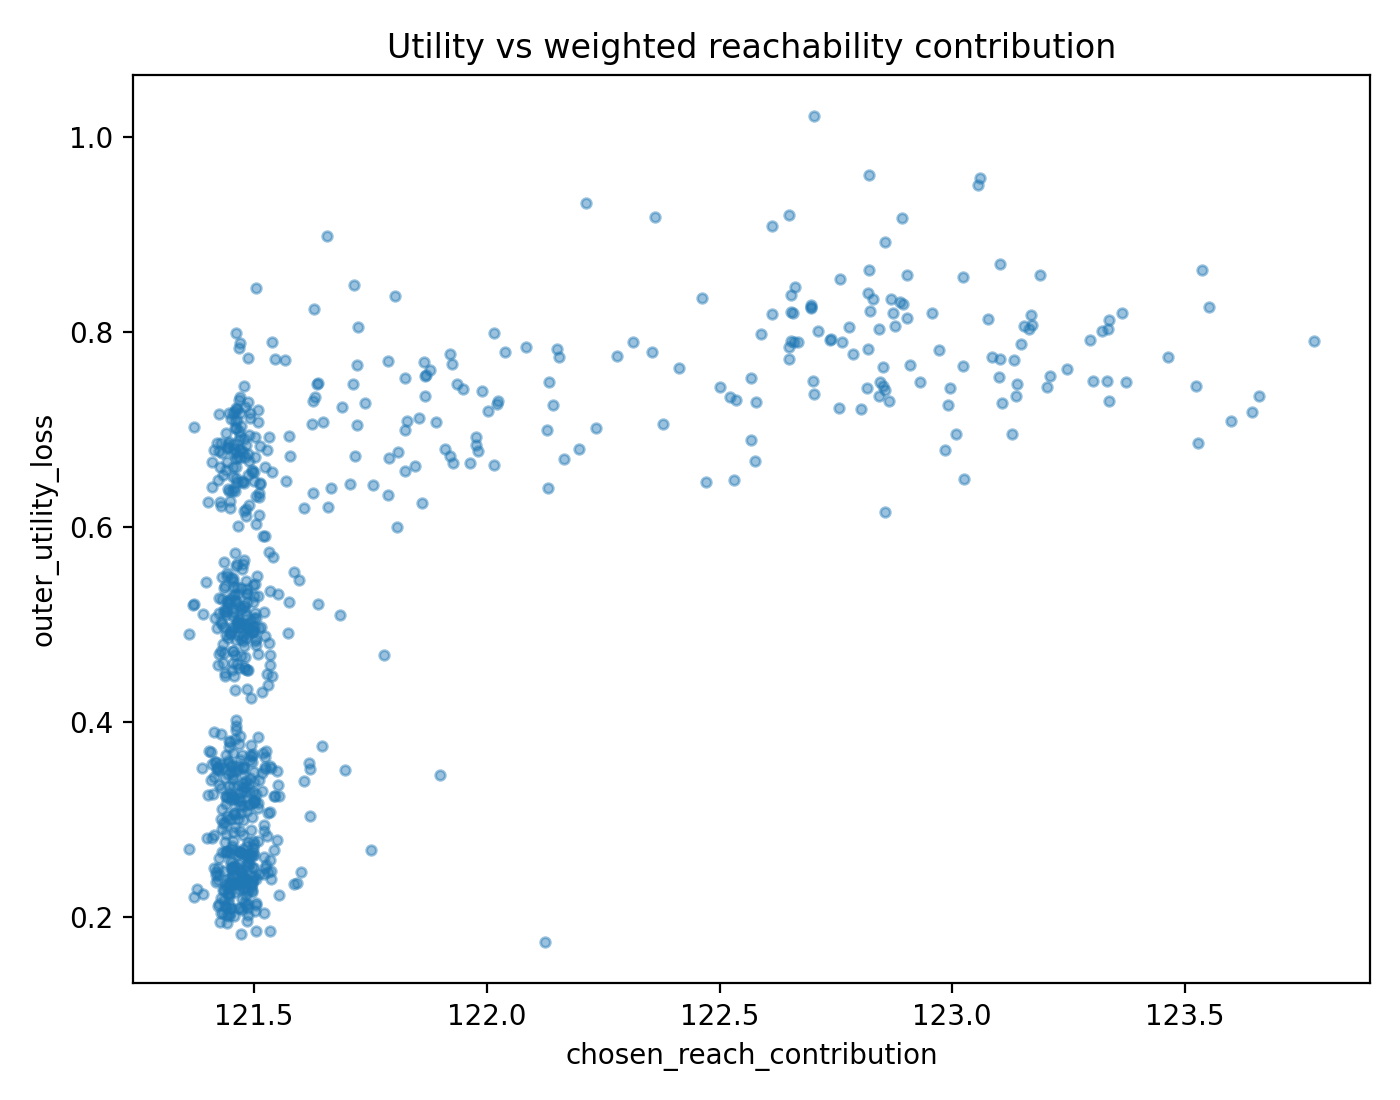 Utility vs weighted reachability contribution
1.0
0.8
0.6
0.4
0.2
outer_utility_loss
121.5 122.0 122.5 123.0 123.5
chosen_reach_contribution